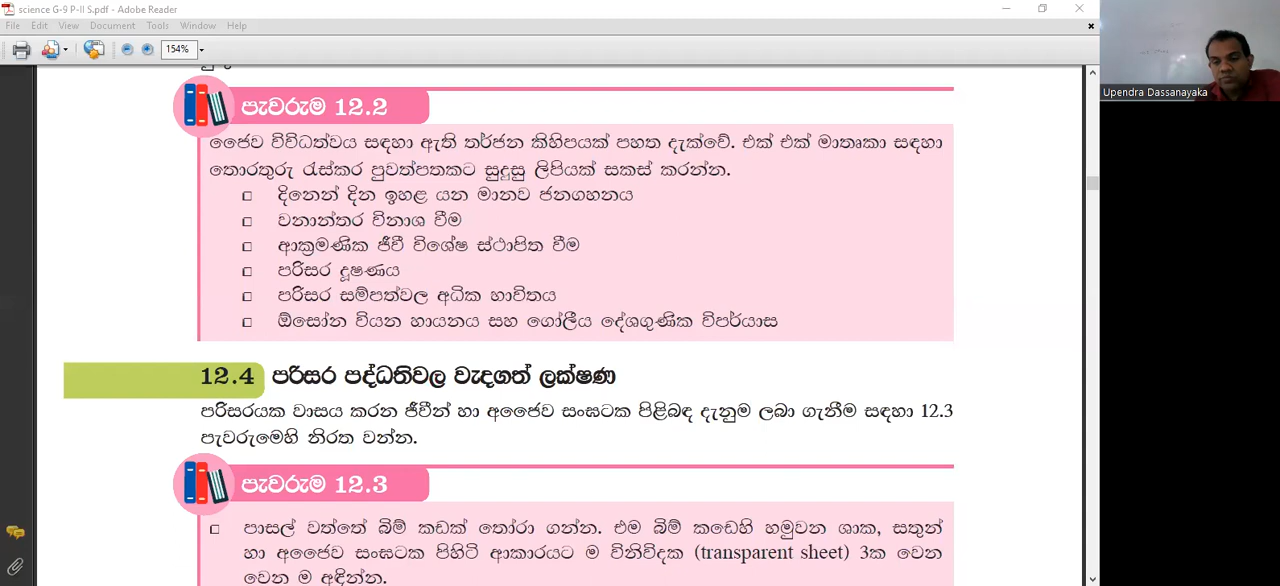 science G-9 P-II S.pdf - Adobe Reader
File Edit View Document Tools Window Help
154%
Upendra Dassanayaka
පැවරුම 12.2
ජෛව විවිධත්වය සඳහා ඇති තර්ජන කිහිපයක් පහත දැක්වේ. එක් එක් මාතෘකා සඳහා
තොරතුරු රැස්කර පුවත්පතකට සුදුසු ලිපියක් සකස් කරන්න.
දිනෙන් දින ඉහළ යන මානව ජනගහනය
වනාන්තර විනාශ වීම
ආක්‍රමණික ජීවී විශේෂ ස්ථාපිත වීම
පරිසර දූෂණය
පරිසර සම්පත්වල අධික භාවිතය
ඕසෝන වියන හායනය සහ ගෝලීය දේශගුණික විපර්යාස
12.4 පරිසර පද්ධතිවල වැදගත් ලක්ෂණ
පරිසරයක වාසය කරන ජීවීන් හා අජෛව සංඝටක පිළිබඳ දැනුම ලබා ගැනීම සඳහා 12.3
පැවරුමෙහි නිරත වන්න.
පැවරුම 12.3
පාසල් වත්තේ බිම් කඩක් තෝරා ගන්න. එම බිම් කඩෙහි හමුවන ශාක, සතුන්
හා අජෛව සංඝටක පිහිටි ආකාරයට ම විනිවිදක (transparent sheet) 3ක වෙන
වෙන ම අඳින්න.